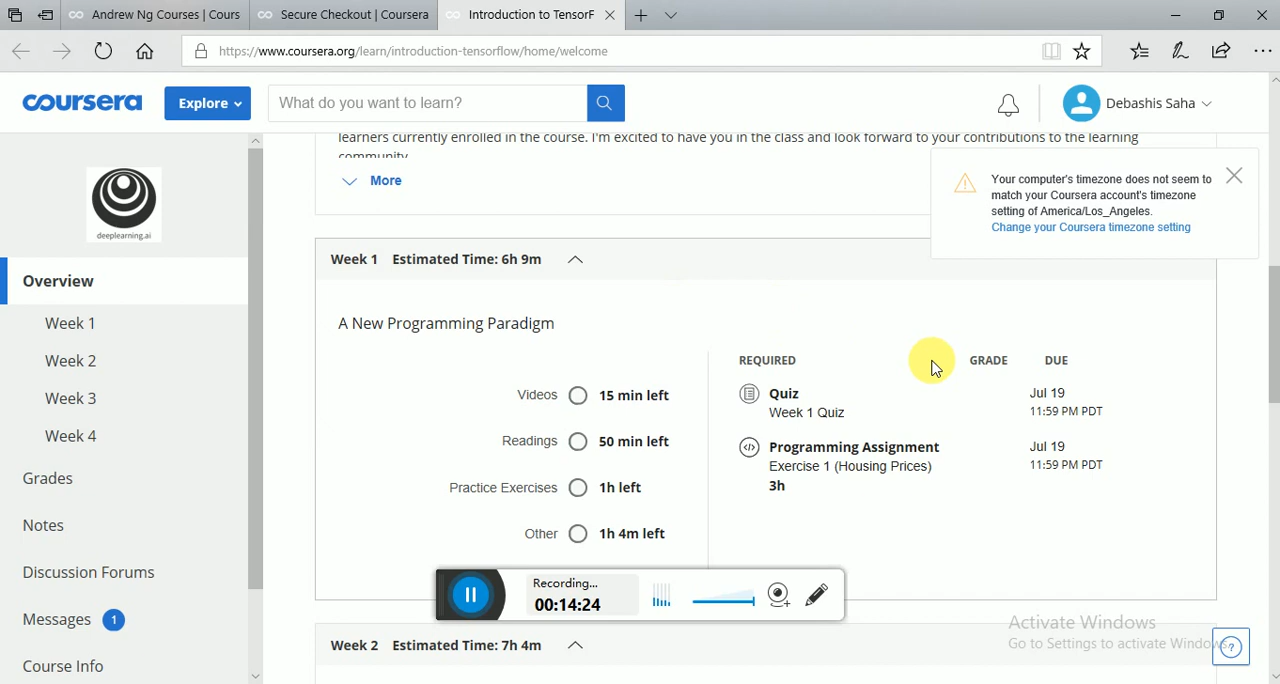 Andrew Ng Courses | Cours
Secure Checkout | Coursera
Introduction to TensorF
https://www.coursera.org/learn/introduction-tensorflow/home/welcome
coursera
Explore
What do you want to learn?
Debashis Saha
learners currently enrolled in the course. I'm excited to have you in the class and look forward to your contributions to the learning
community.
More
Your computer's timezone does not seem to
match your Coursera account's timezone
setting of America/Los_Angeles.
Change your Coursera timezone setting
deeplearning.ai
Overview
Week 1
Week 2
Week 3
Week 4
Grades
Notes
Discussion Forums
Messages 1
Course Info
Week 1 Estimated Time: 6h 9m
A New Programming Paradigm
Videos 15 min left
Readings 50 min left
Practice Exercises 1h left
Other 1h 4m left
REQUIRED GRADE DUE
Quiz Jul 19
Week 1 Quiz 11:59 PM PDT
Programming Assignment Jul 19
Exercise 1 (Housing Prices) 11:59 PM PDT
3h
Recording...
00:14:24
Week 2 Estimated Time: 7h 4m
Activate Windows
Go to Settings to activate Windows.